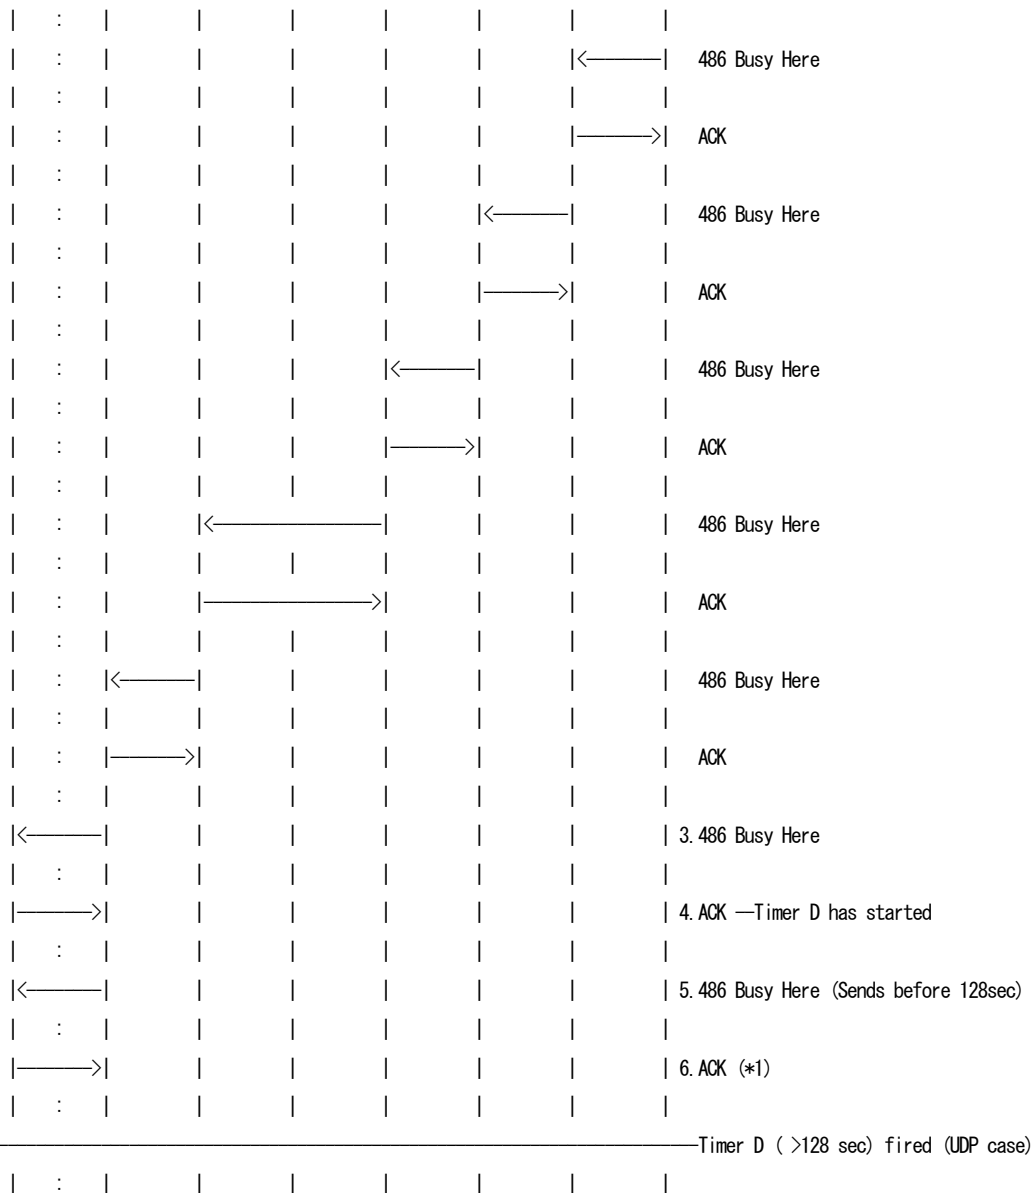 486 Busy Here
ACK
486 Busy Here
ACK
486 Busy Here
ACK
486 Busy Here
ACK
486 Busy Here
ACK
3. 486 Busy Here
4. ACK —Timer D has started
5. 486 Busy Here (Sends before 128sec)
6. ACK (*1)
Timer D ( >128 sec) fired (UDP case)